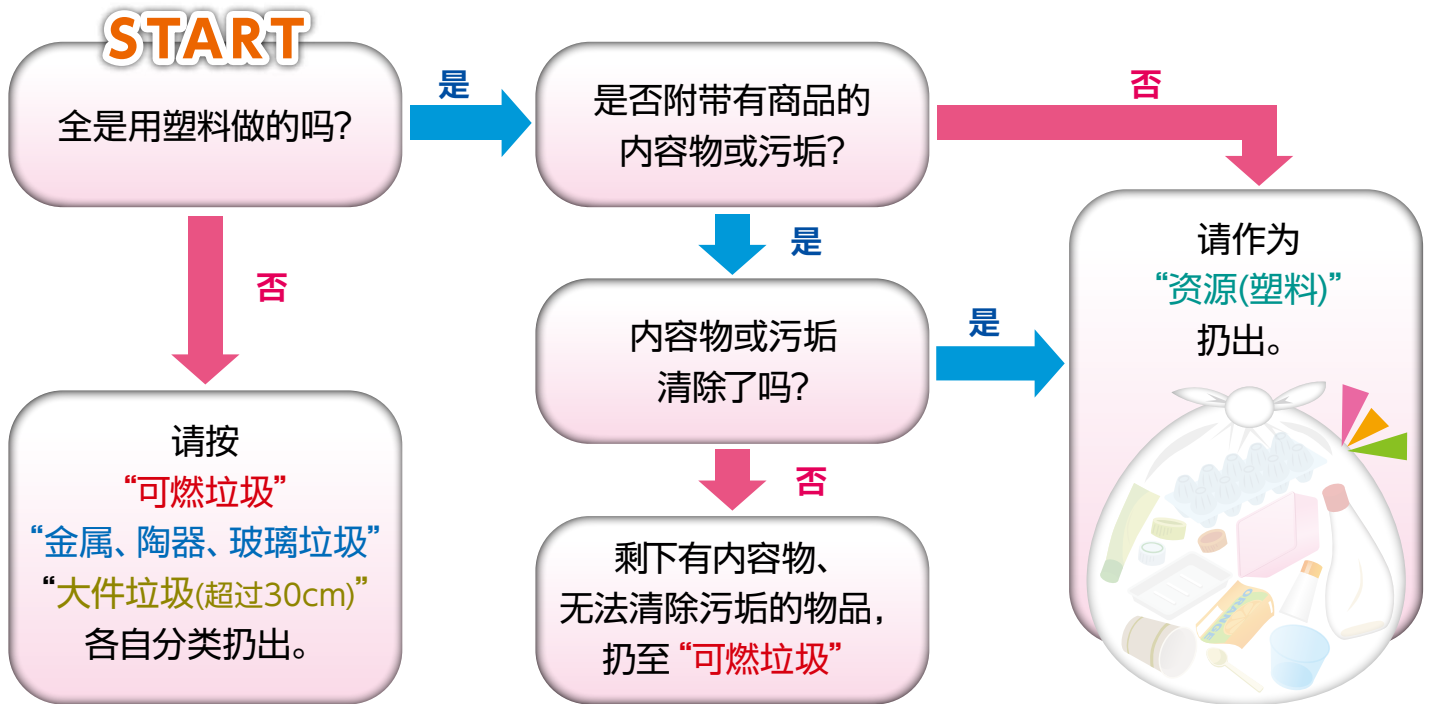 START
全是用塑料做的吗？
是
否
是否附带有商品的
内容物或污垢？
否
是
内容物或污垢
清除了吗？
是
否
请作为
“资源(塑料)”
扔出。
请按
“可燃垃圾”
“金属、陶器、玻璃垃圾”
“大件垃圾(超过30cm)”
各自分类扔出。
剩下有内容物、
无法清除污垢的物品，
扔至“可燃垃圾”
ORANGE